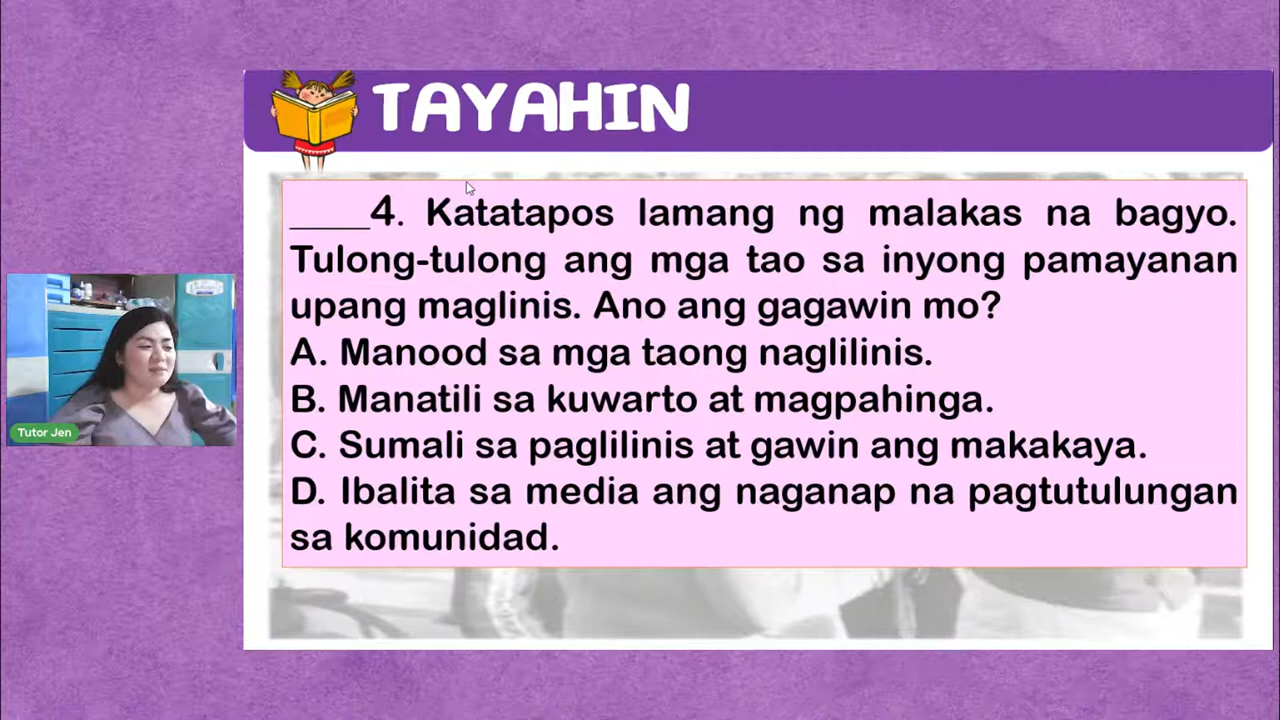 TAYAHIN
____4. Katatapos lamang ng malakas na bagyo.
Tulong-tulong ang mga tao sa inyong pamayanan
upang maglinis. Ano ang gagawin mo?
A. Manood sa mga taong naglilinis.
B. Manatili sa kuwarto at magpahinga.
C. Sumali sa paglilinis at gawin ang makakaya.
D. Ibalita sa media ang naganap na pagtutulungan
sa komunidad.
Tutor Jen